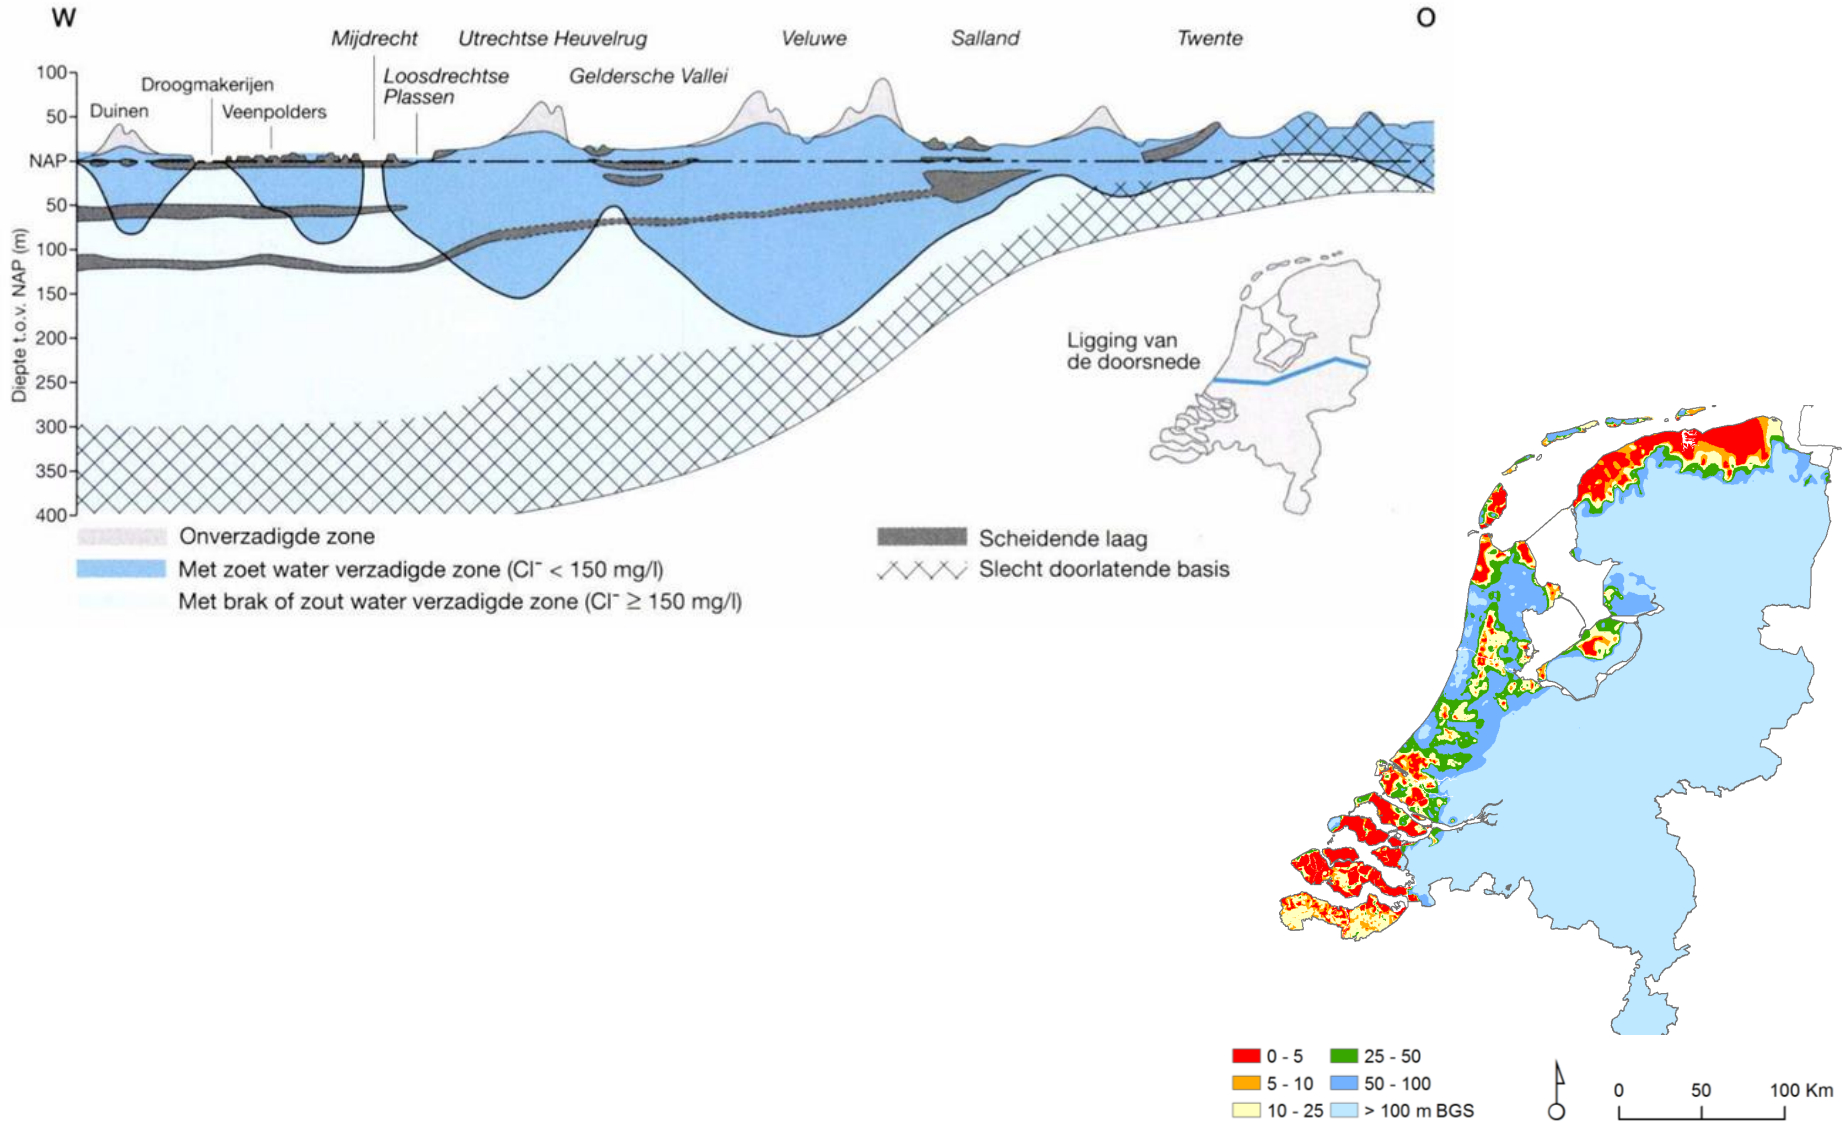 W
O
Mijdrecht
Utrechtse Heuvelrug
Veluwe
Salland
Twente
Droogmakerijen
Loosdrechtse
Plassen
Geldersche Vallei
Duinen
Veenpolders
100
50
NAP
50
100
150
200
250
300
350
400
Diepte t.o.v. NAP (m)
Ligging van
de doorsnede
Onverzadigde zone
Met zoet water verzadigde zone (Cl⁻ < 150 mg/l)
Met brak of zout water verzadigde zone (Cl⁻ ≥ 150 mg/l)
Scheidende laag
Slecht doorlatende basis
0 - 5
25 - 50
5 - 10
50 - 100
10 - 25
> 100 m BGS
0 50 100 Km